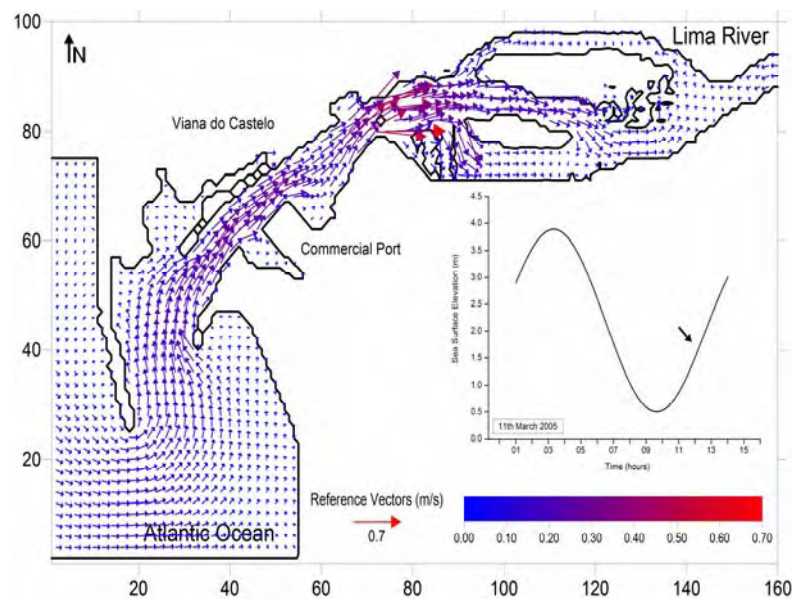 100
80
60
40
20
N
Lima River
Viana do Castelo
Commercial Port
Atlantic Ocean
4.5
4.0
3.5
3.0
2.5
2.0
1.5
1.0
0.5
0.0
Sea Surface Elevation (m)
11th March 2005
01 03 05 07 09 11 13 15
Time (hours)
Reference Vectors (m/s)
0.7
0.00 0.10 0.20 0.30 0.40 0.50 0.60 0.70
20 40 60 80 100 120 140 160